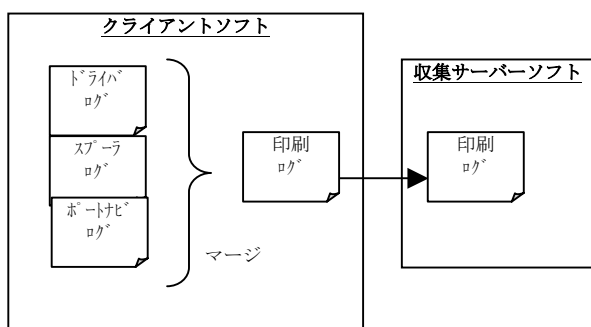 クライアントソフト
ﾄﾞﾗｲﾊﾞ
ﾛｸﾞ
ｽﾌﾟｰﾗ
ﾛｸﾞ
ﾎﾟｰﾄﾅﾋﾞ
ﾛｸﾞ
マージ
印刷
ﾛｸﾞ
収集サーバーソフト
印刷
ﾛｸﾞ